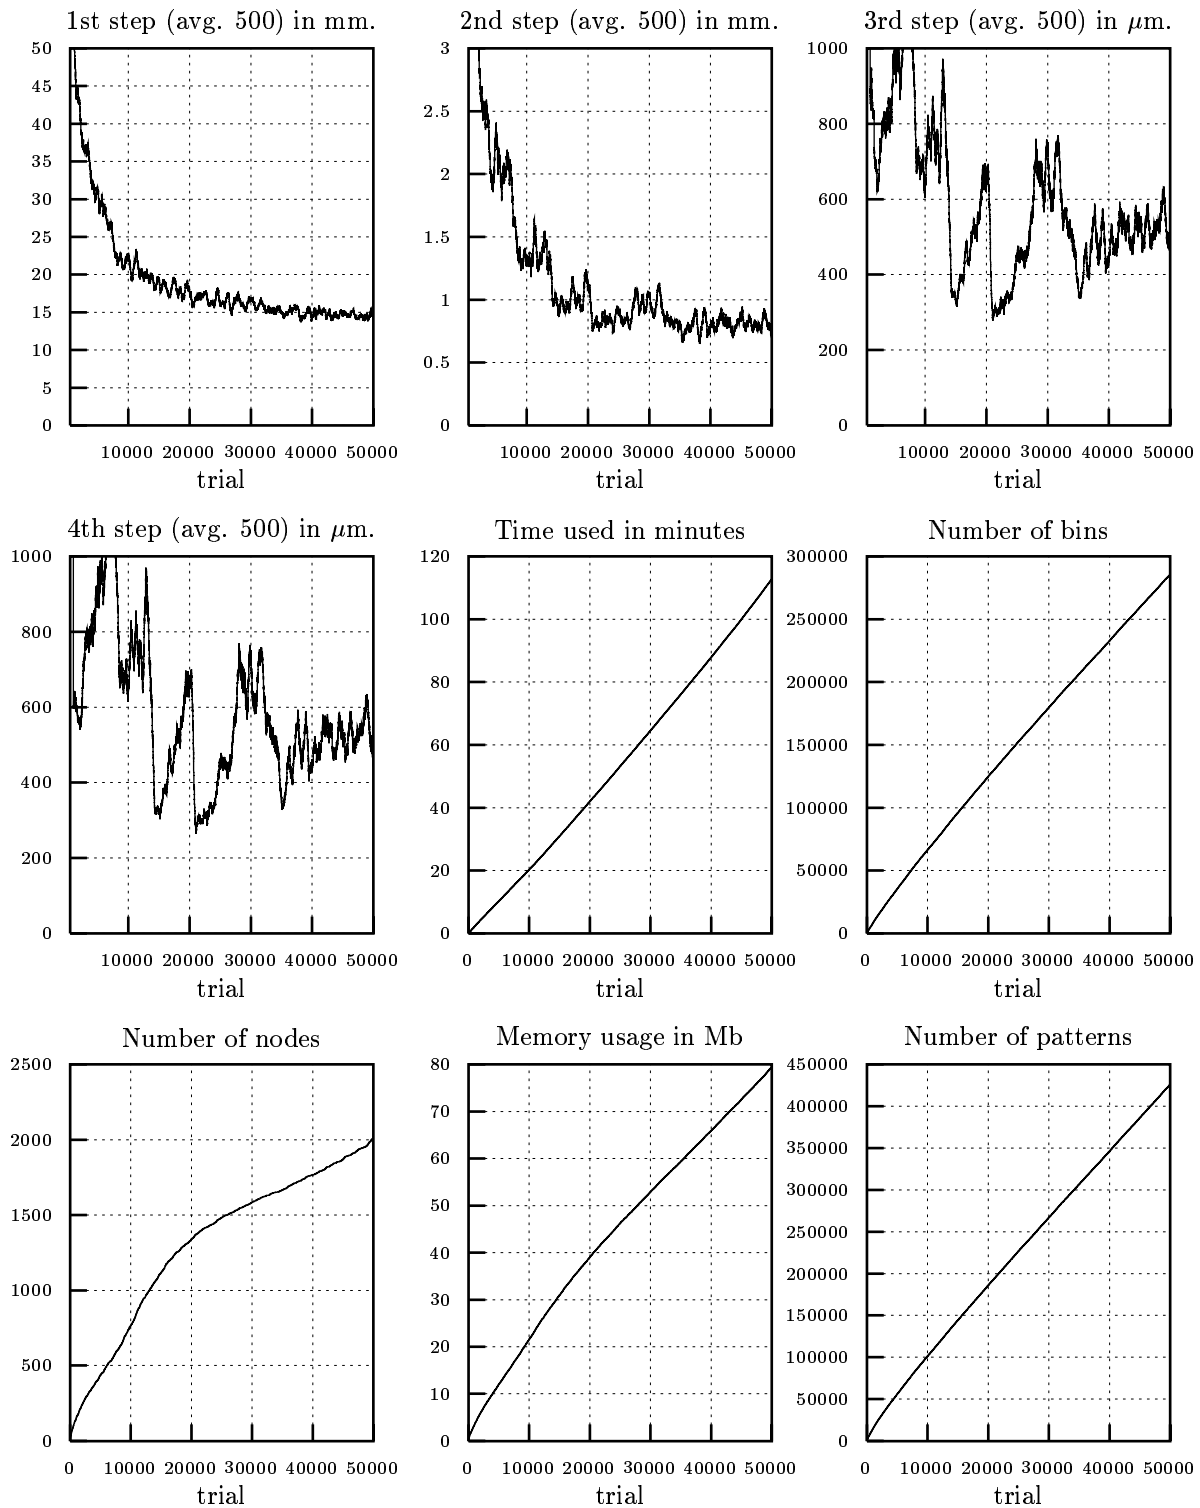 1st step (avg. 500) in mm.
50
45
40
35
30
25
20
15
10
5
0
10000 20000 30000 40000 50000
trial
2nd step (avg. 500) in mm.
3
2.5
2
1.5
1
0.5
0
10000 20000 30000 40000 50000
trial
3rd step (avg. 500) in μm.
1000
800
600
400
200
0
10000 20000 30000 40000 50000
trial
4th step (avg. 500) in μm.
1000
800
600
400
200
0
10000 20000 30000 40000 50000
trial
Time used in minutes
120
100
80
60
40
20
0
0 10000 20000 30000 40000 50000
trial
Number of bins
300000
250000
200000
150000
100000
50000
0
0 10000 20000 30000 40000 50000
trial
Number of nodes
2500
2000
1500
1000
500
0
0 10000 20000 30000 40000 50000
trial
Memory usage in Mb
80
70
60
50
40
30
20
10
0
0 10000 20000 30000 40000 50000
trial
Number of patterns
450000
400000
350000
300000
250000
200000
150000
100000
50000
0
0 10000 20000 30000 40000 50000
trial